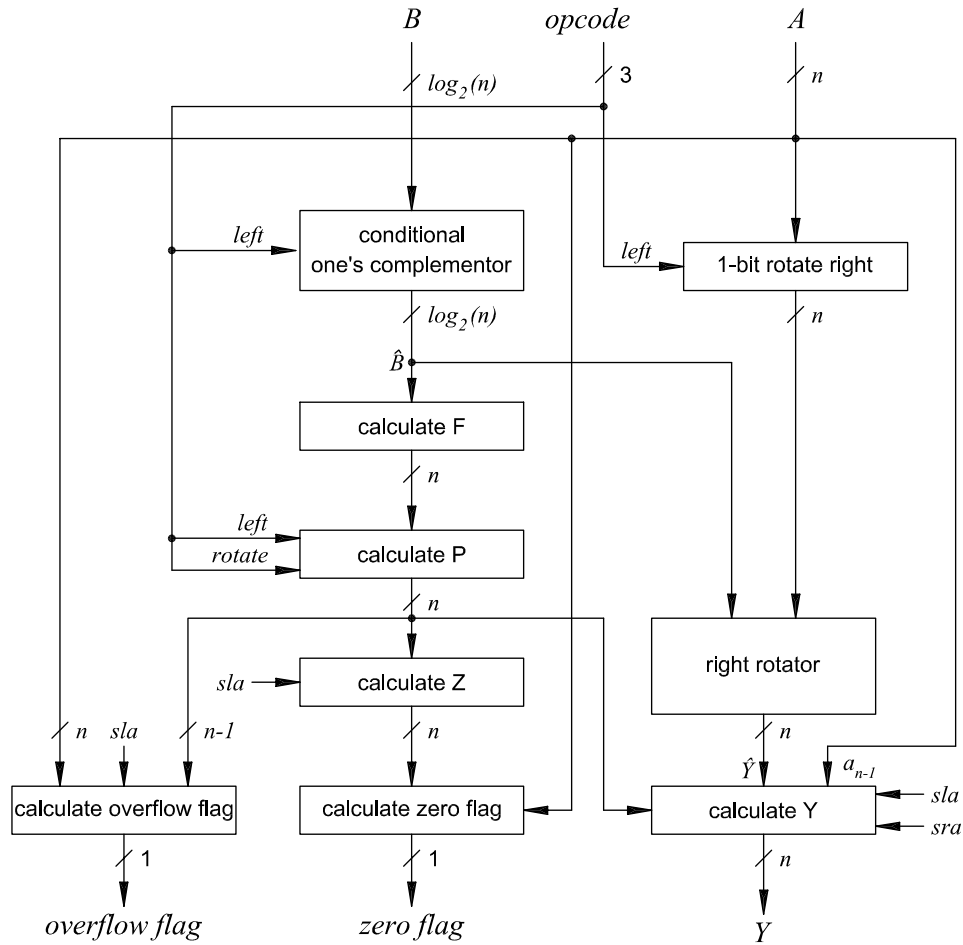 B opcode A
log2(n) 3 n
left conditional
one's complementor
left 1-bit rotate right
log2(n) n
B̂
calculate F
n
left
rotate calculate P
n
right rotator
sla calculate Z
n sla n-1 n n
Ŷ a_{n-1}
calculate overflow flag calculate zero flag calculate Y sla
sra
1 1 n
overflow flag zero flag Y